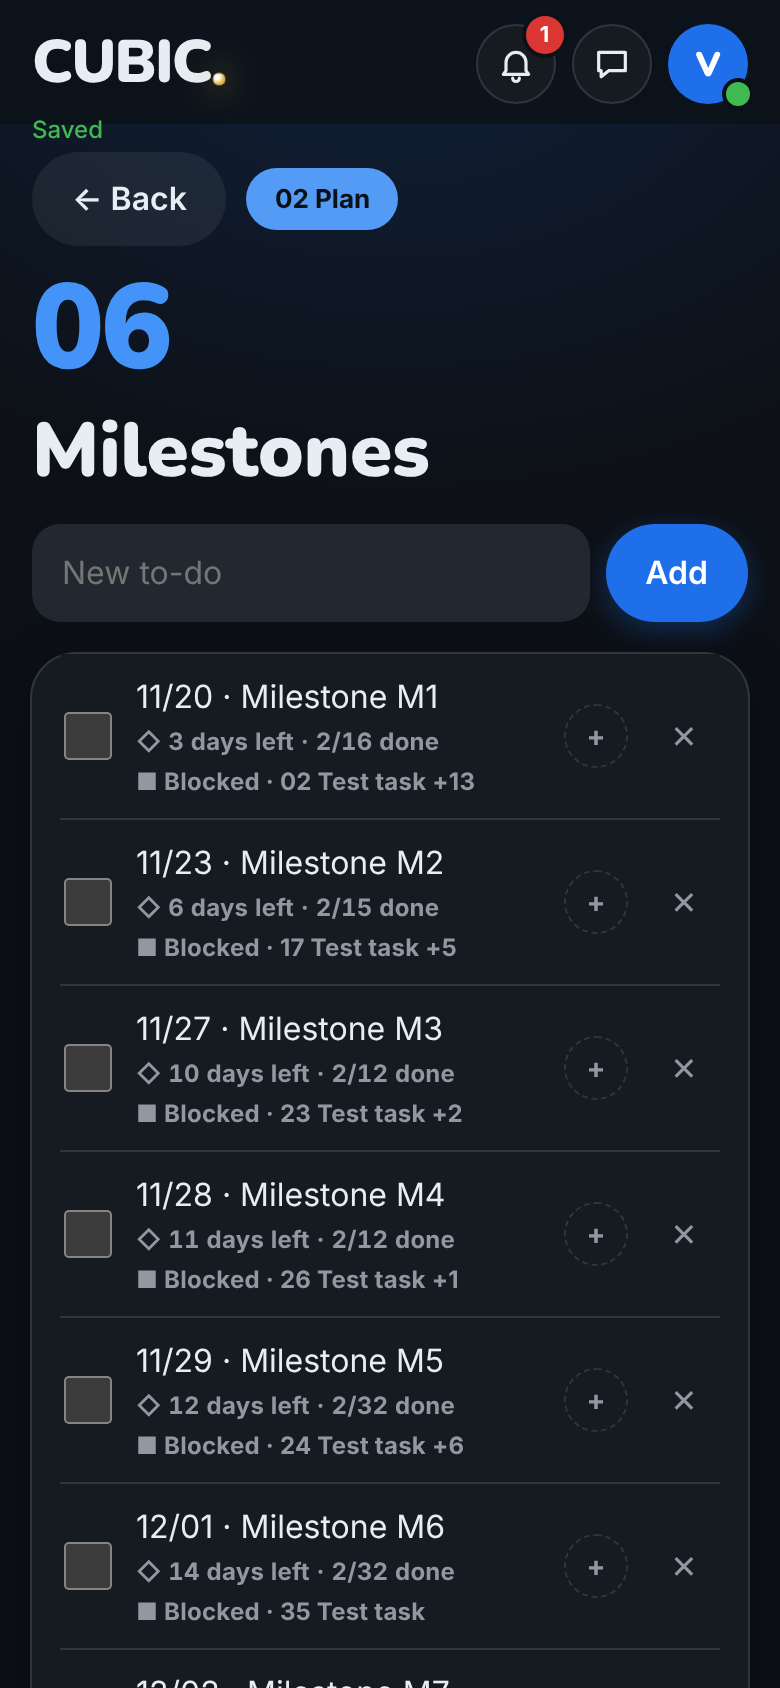 CUBIC.
1
V
Saved
← Back
02 Plan
06
Milestones
New to-do
Add
11/20 · Milestone M1
◇ 3 days left · 2/16 done
■ Blocked · 02 Test task +13
+ ×
11/23 · Milestone M2
◇ 6 days left · 2/15 done
■ Blocked · 17 Test task +5
+ ×
11/27 · Milestone M3
◇ 10 days left · 2/12 done
■ Blocked · 23 Test task +2
+ ×
11/28 · Milestone M4
◇ 11 days left · 2/12 done
■ Blocked · 26 Test task +1
+ ×
11/29 · Milestone M5
◇ 12 days left · 2/32 done
■ Blocked · 24 Test task +6
+ ×
12/01 · Milestone M6
◇ 14 days left · 2/32 done
■ Blocked · 35 Test task
+ ×
Milestone M7